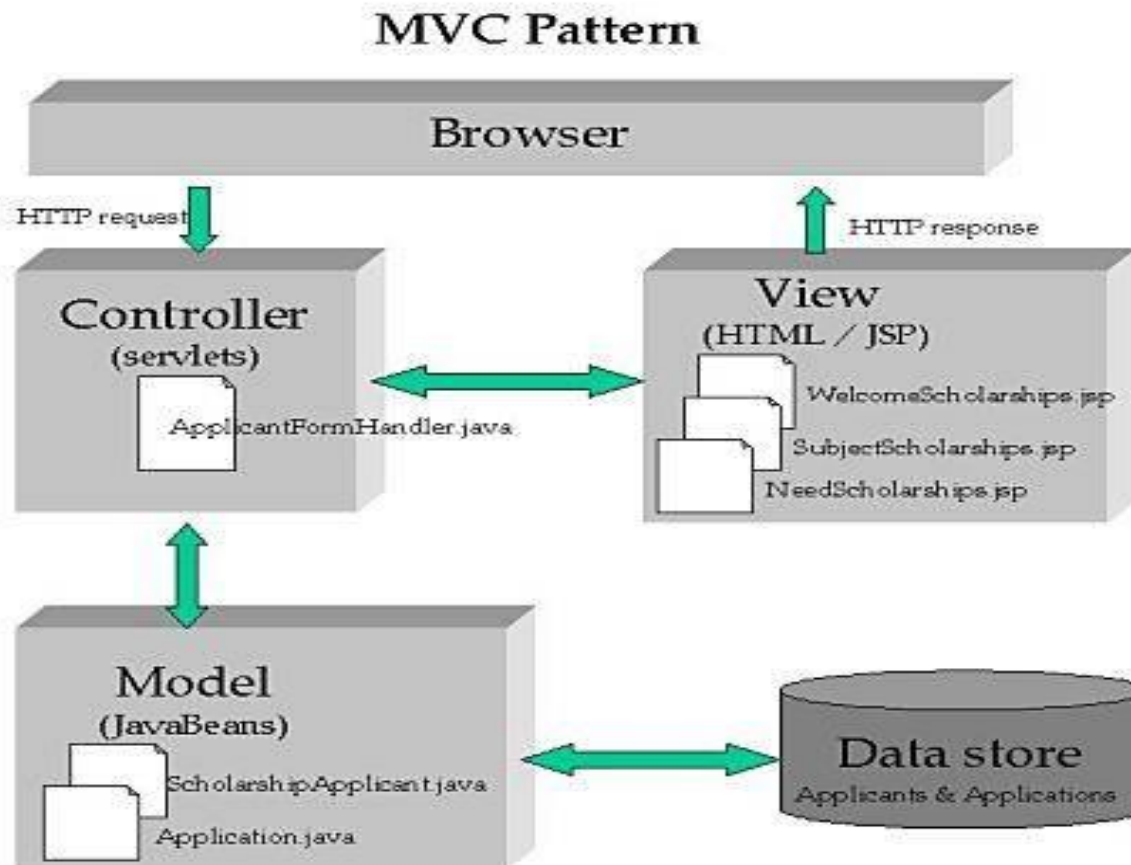 MVC Pattern
Browser
HTTP request
HTTP response
Controller
(servlets)
ApplicantFormHandler.java
View
(HTML / JSP)
WelcomeScholarships.jsp
SubjectScholarships.jsp
NeedScholarships.jsp
Model
(JavaBeans)
ScholarshipApplicant.java
Application.java
Data store
Applicants & Applications